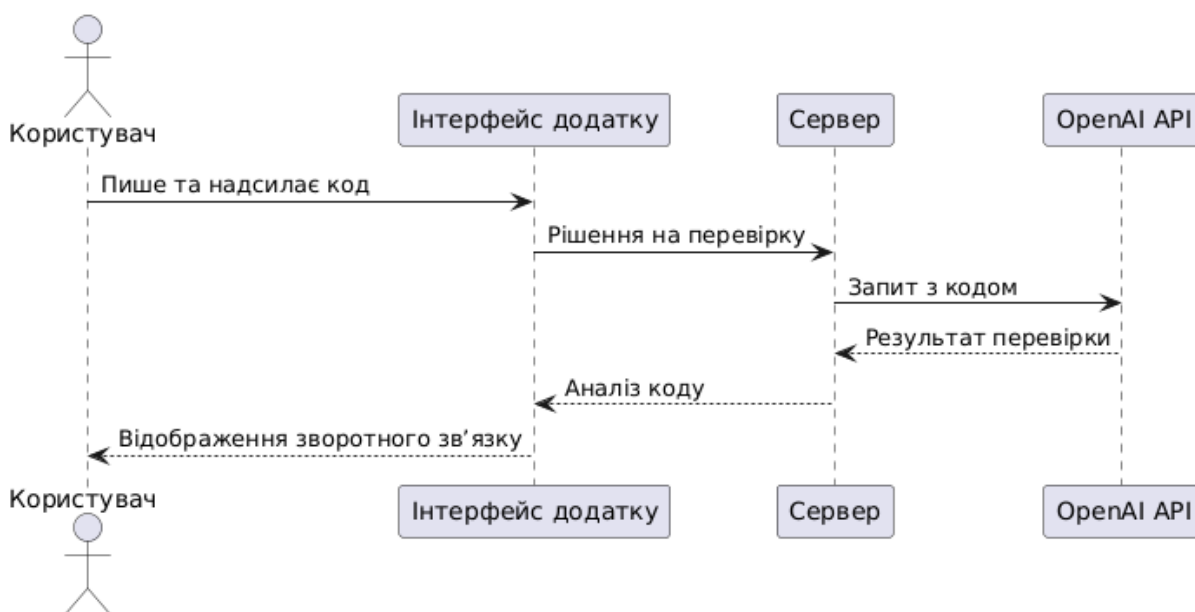 Користувач
Інтерфейс додатку
Сервер
OpenAI API
Пише та надсилає код
Рішення на перевірку
Запит з кодом
Результат перевірки
Аналіз коду
Відображення зворотного зв’язку
Користувач
Інтерфейс додатку
Сервер
OpenAI API